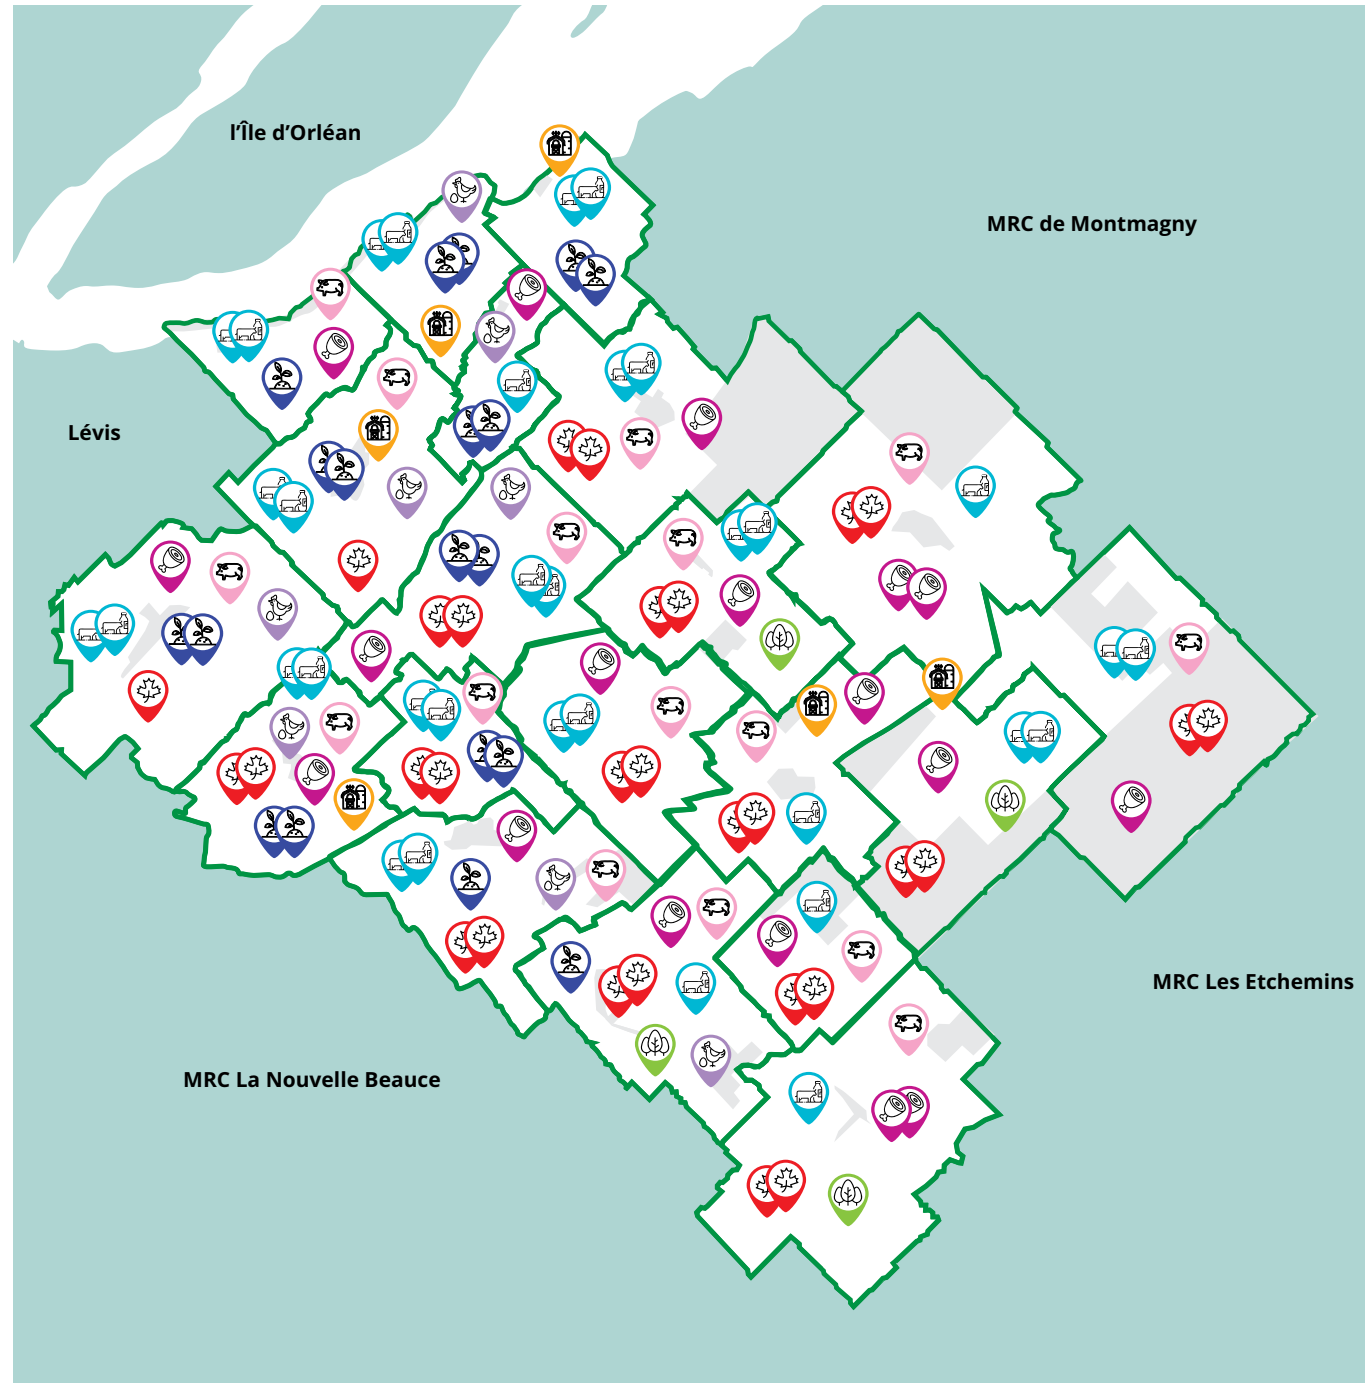 l'Île d'Orléan
MRC de Montmagny
Lévis
MRC Les Etchemins
MRC La Nouvelle Beauce